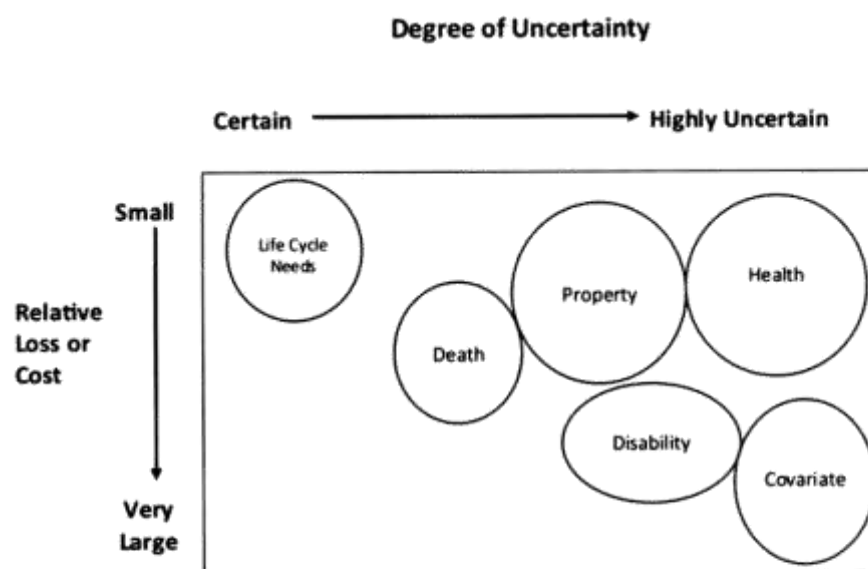 Degree of Uncertainty
Certain
Highly Uncertain
Small
Life Cycle
Needs
Property
Health
Relative
Loss or
Cost
Death
Disability
Covariate
Very
Large